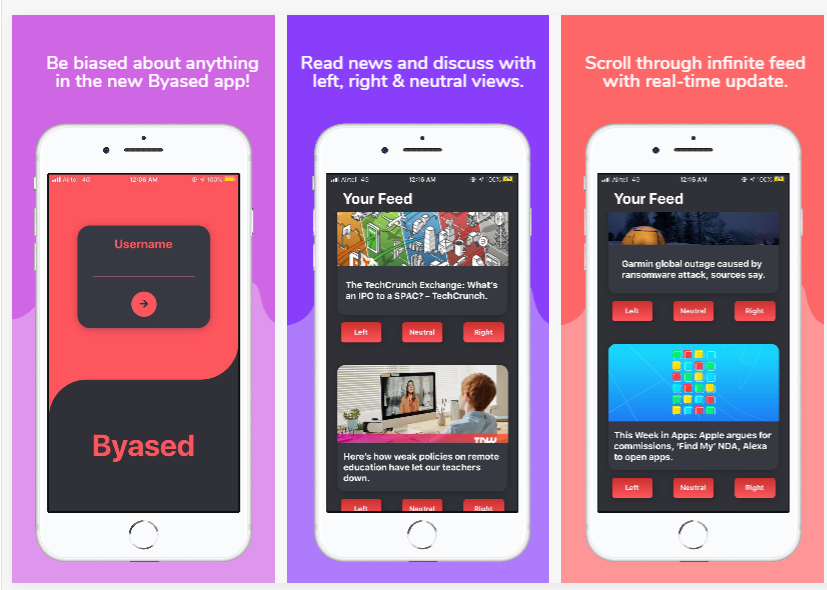 Be biased about anything
in the new Byased app!
Airtel 4G 12:06 AM 100%
Username
Byased
Read news and discuss with
left, right & neutral views.
Airtel 4G 12:16 AM 100%
Your Feed
The TechCrunch Exchange: What's
an IPO to a SPAC? – TechCrunch.
Left Neutral Right
TNW
Here's how weak policies on remote
education have let our teachers
down.
Left Neutral Right
Scroll through infinite feed
with real-time update.
Airtel 4G 12:16 AM 100%
Your Feed
Garmin global outage caused by
ransomware attack, sources say.
Left Neutral Right
This Week in Apps: Apple argues for
commissions, 'Find My' NDA, Alexa
to open apps.
Left Neutral Right